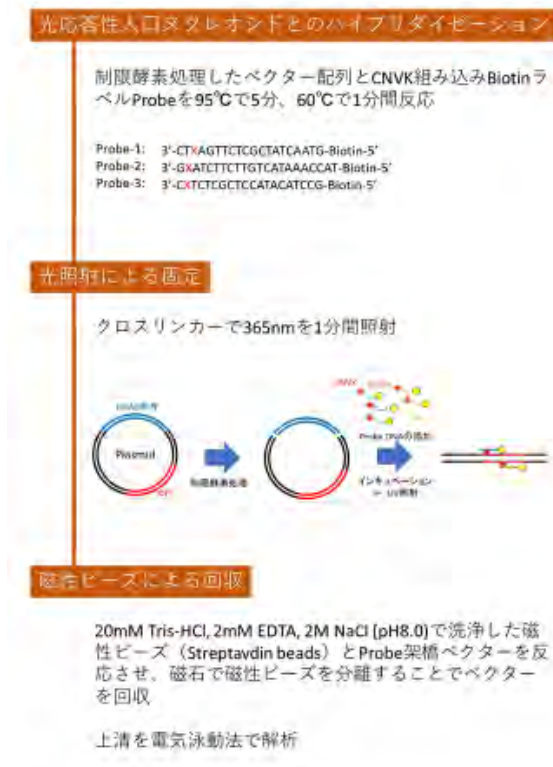 光応答性人口ヌクレオシドとのハイブリダイゼーション
制限酵素処理したベクター配列とCNVK組み込みBiotinラ
ベルProbeを95℃で5分、60℃で1分間反応
Probe-1: 3'-CTXAGTTCTCGCTATCAATG-Biotin-5'
Probe-2: 3'-GXATCTTCTTGTCATAAACCAT-Biotin-5'
Probe-3: 3'-CXTCTCGCTCCATACATCCG-Biotin-5'
光照射による固定
クロスリンカーで365nmを1分間照射
Plasmid
制限酵素処理
Probe DNAの添加
インキュベーション
UV照射
磁性ビーズによる回収
20mM Tris-HCl, 2mM EDTA, 2M NaCl (pH8.0)で洗浄した磁
性ビーズ（Streptavdin beads）とProbe架橋ベクターを反
応させ、磁石で磁性ビーズを分離することでベクター
を回収
上清を電気泳動法で解析